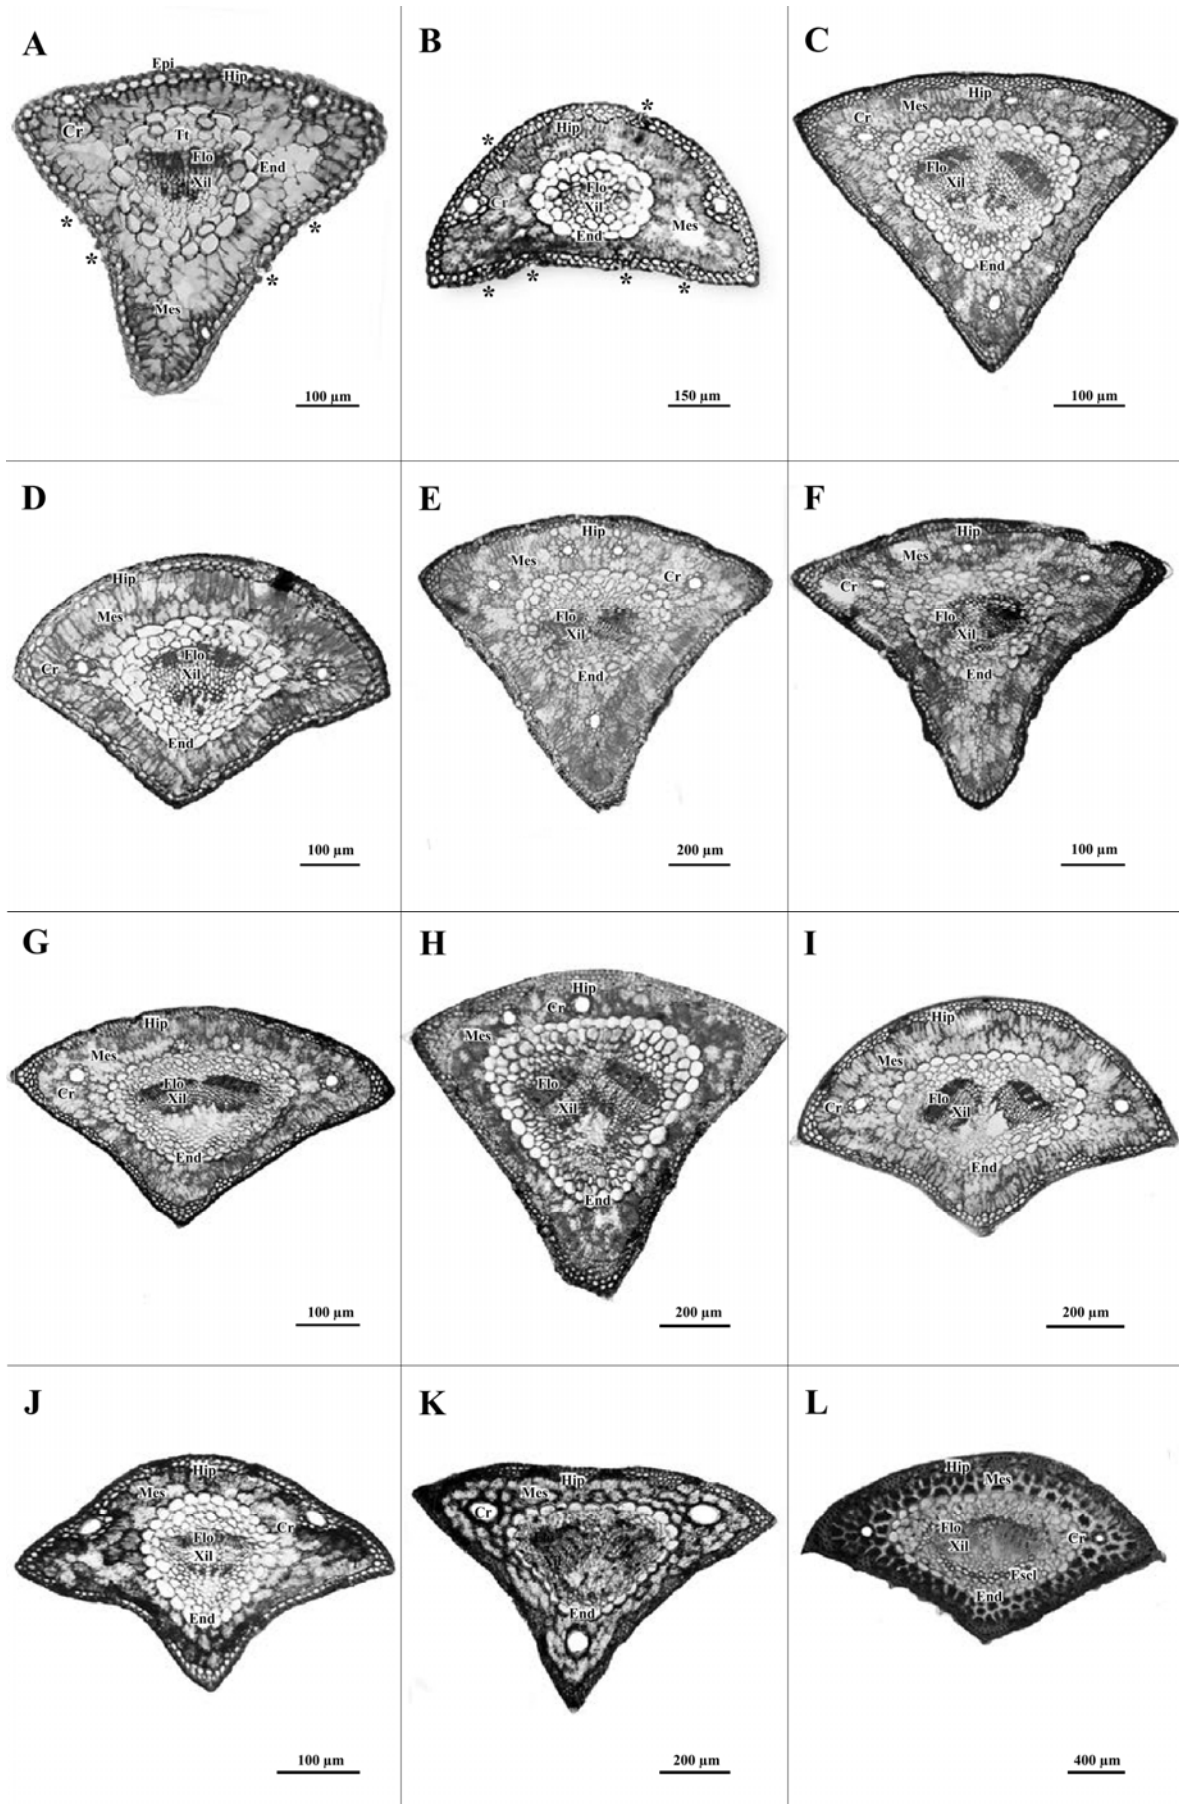 A
Epi
Hip
Cr
Tt
Flo
End
Xil
*
*
*
*
Mes
100 µm
B
*
*
Hip
Cr
Flo
Xil
Mes
End
*
*
*
*
150 µm
C
Hip
Mes
Cr
Flo
Xil
End
100 µm
D
Hip
Mes
Flo
Cr
Xil
End
100 µm
E
Hip
Mes
Cr
Flo
Xil
End
200 µm
F
Hip
Mes
Cr
Flo
Xil
End
100 µm
G
Hip
Mes
Flo
Cr
Xil
End
100 µm
H
Hip
Cr
Mes
Flo
Xil
End
200 µm
I
Hip
Mes
Flo
Cr
Xil
End
200 µm
J
Hip
Mes
Cr
Flo
Xil
End
100 µm
K
Hip
Mes
Cr
End
200 µm
L
Hip
Mes
Flo
Cr
Xil
Escl
End
400 µm